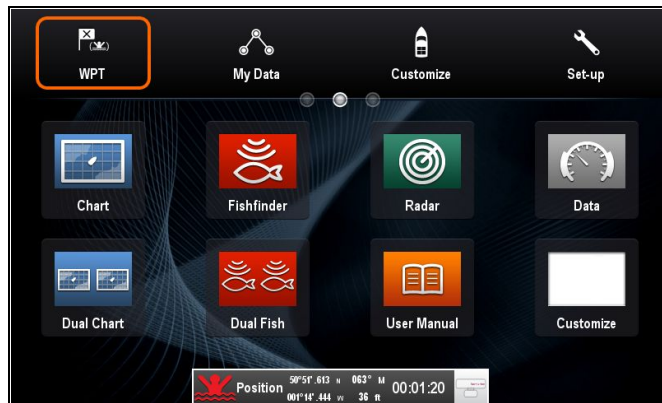 WPT
My Data
Customize
Set-up
Chart
Fishfinder
Radar
Data
Dual Chart
Dual Fish
User Manual
Customize
Position 50°51'.613 N 063° M 00:01:20
001°14'.444 W 36 ft